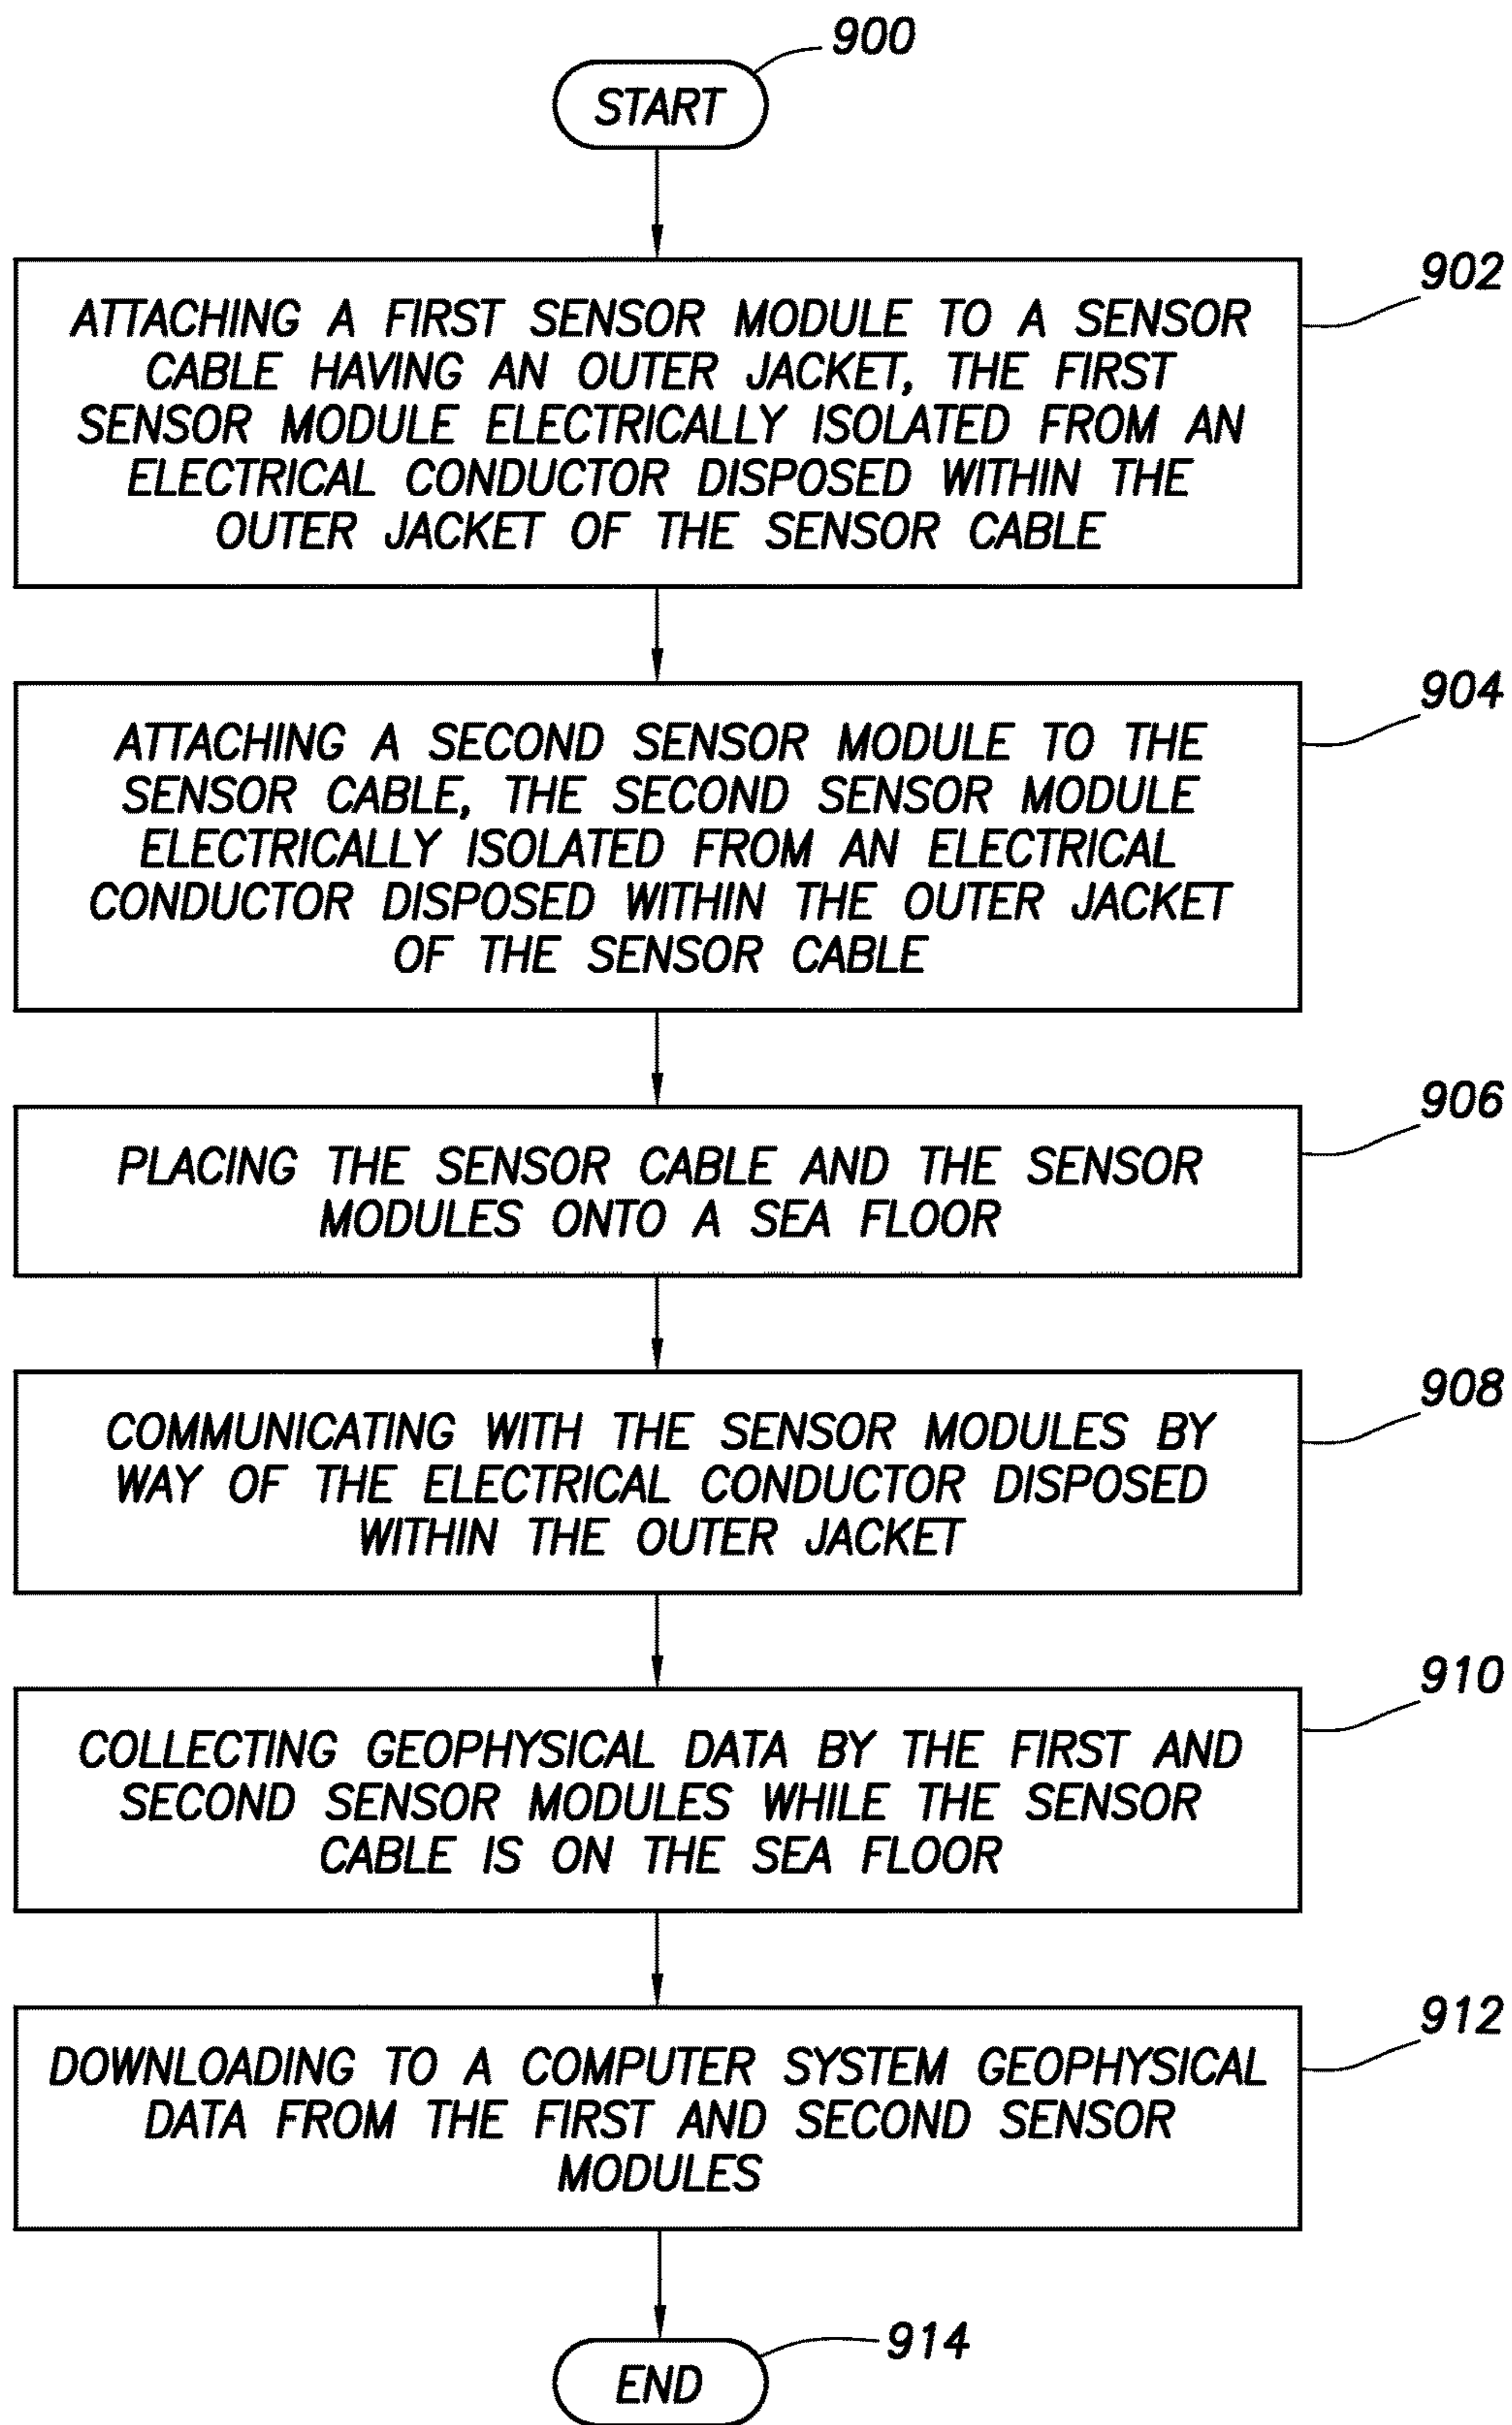 900
START
902
ATTACHING A FIRST SENSOR MODULE TO A SENSOR
CABLE HAVING AN OUTER JACKET, THE FIRST
SENSOR MODULE ELECTRICALLY ISOLATED FROM AN
ELECTRICAL CONDUCTOR DISPOSED WITHIN THE
OUTER JACKET OF THE SENSOR CABLE
904
ATTACHING A SECOND SENSOR MODULE TO THE
SENSOR CABLE, THE SECOND SENSOR MODULE
ELECTRICALLY ISOLATED FROM AN ELECTRICAL
CONDUCTOR DISPOSED WITHIN THE OUTER JACKET
OF THE SENSOR CABLE
906
PLACING THE SENSOR CABLE AND THE SENSOR
MODULES ONTO A SEA FLOOR
908
COMMUNICATING WITH THE SENSOR MODULES BY
WAY OF THE ELECTRICAL CONDUCTOR DISPOSED
WITHIN THE OUTER JACKET
910
COLLECTING GEOPHYSICAL DATA BY THE FIRST AND
SECOND SENSOR MODULES WHILE THE SENSOR
CABLE IS ON THE SEA FLOOR
912
DOWNLOADING TO A COMPUTER SYSTEM GEOPHYSICAL
DATA FROM THE FIRST AND SECOND SENSOR
MODULES
914
END